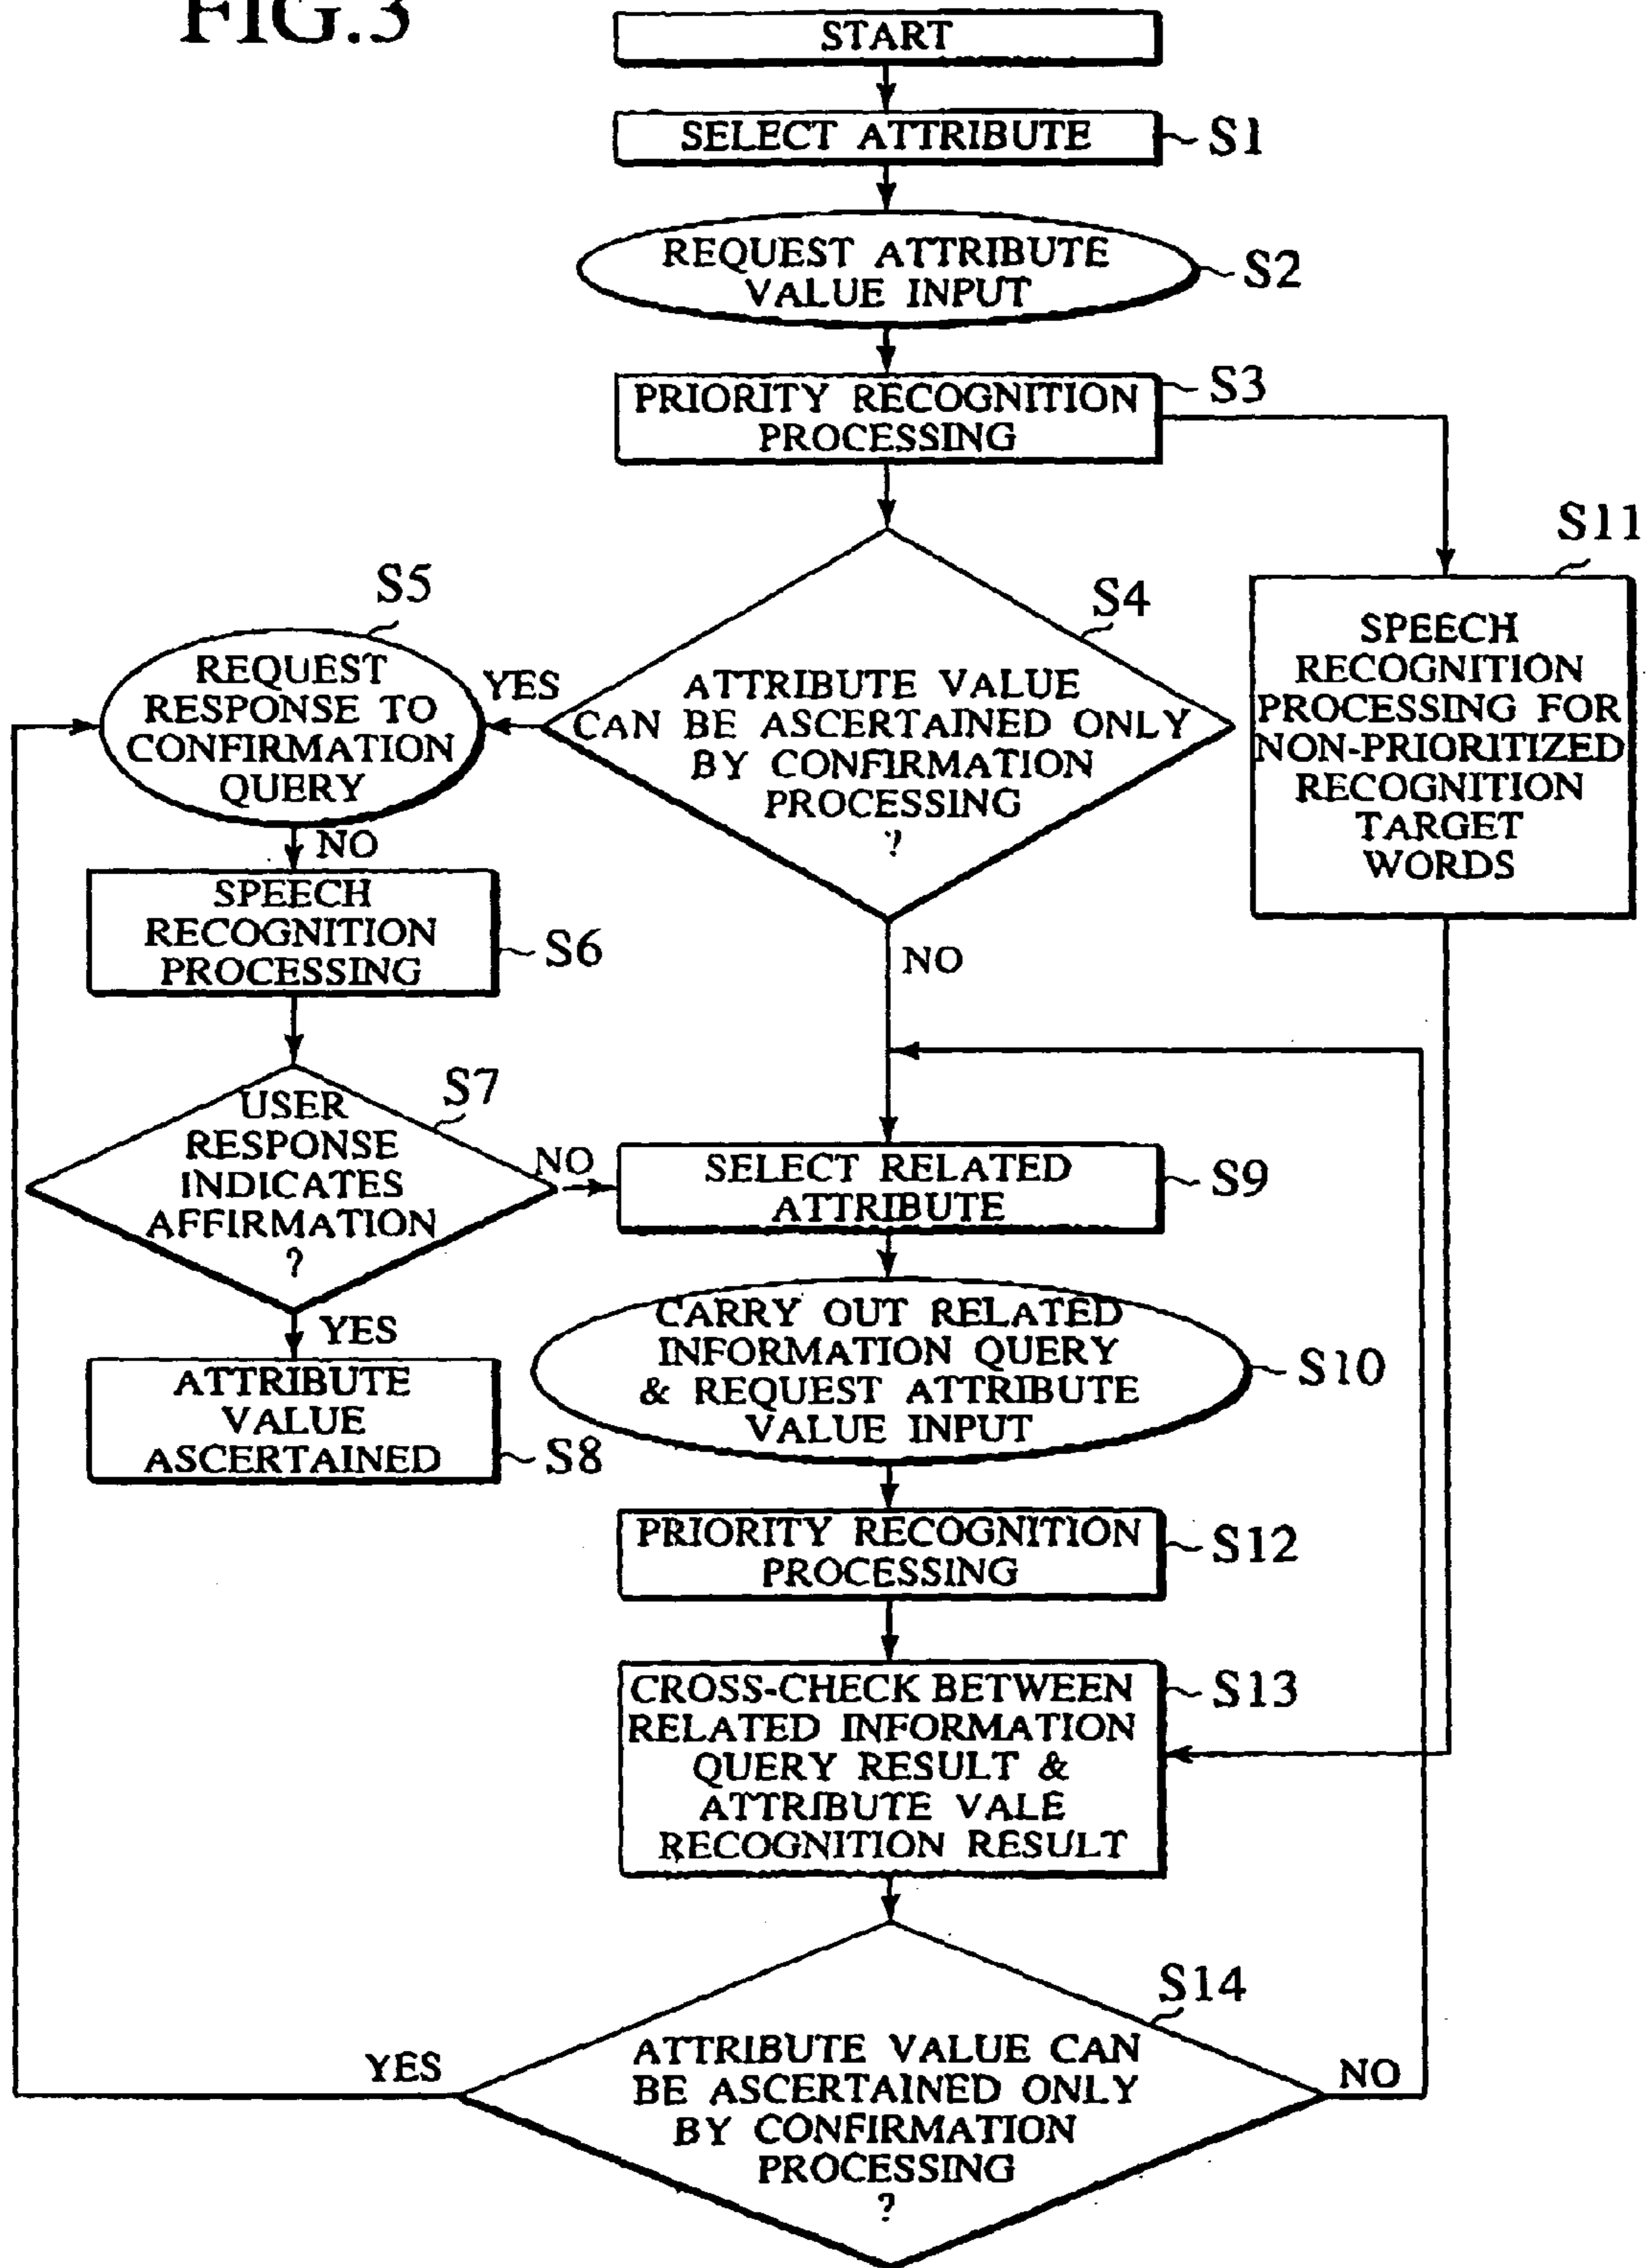 FIG.3
START
SELECT ATTRIBUTE
S1
REQUEST ATTRIBUTE
VALUE INPUT
S2
PRIORITY RECOGNITION
PROCESSING
S3
S4
ATTRIBUTE VALUE
CAN BE ASCERTAINED ONLY
BY CONFIRMATION
PROCESSING
?
YES
NO
S5
REQUEST
RESPONSE TO
CONFIRMATION
QUERY
NO
SPEECH
RECOGNITION
PROCESSING
S6
S7
USER
RESPONSE
INDICATES
AFFIRMATION
?
NO
YES
ATTRIBUTE
VALUE
ASCERTAINED
S8
S11
SPEECH
RECOGNITION
PROCESSING FOR
NON-PRIORITIZED
RECOGNITION
TARGET
WORDS
SELECT RELATED
ATTRIBUTE
S9
CARRY OUT RELATED
INFORMATION QUERY
& REQUEST ATTRIBUTE
VALUE INPUT
S10
PRIORITY RECOGNITION
PROCESSING
S12
CROSS-CHECK BETWEEN
RELATED INFORMATION
QUERY RESULT &
ATTRIBUTE VALE
RECOGNITION RESULT
S13
S14
ATTRIBUTE VALUE CAN
BE ASCERTAINED ONLY
BY CONFIRMATION
PROCESSING
?
YES
NO